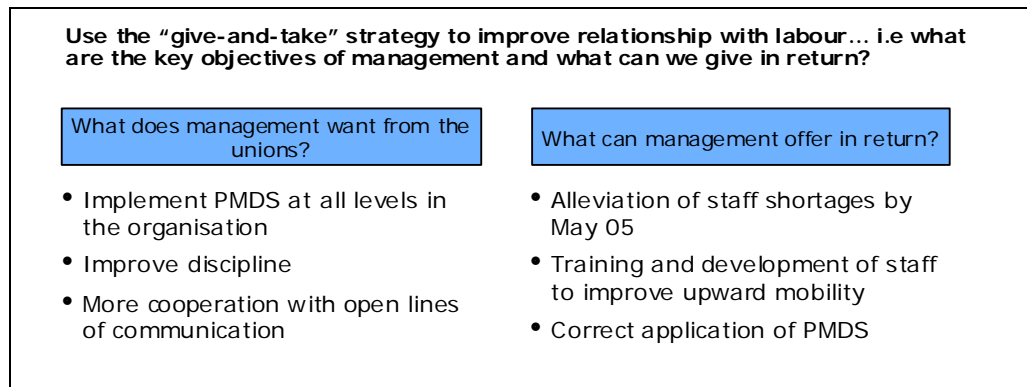 Use the “give-and-take” strategy to improve relationship with labour… i.e what
are the key objectives of management and what can we give in return?
What does management want from the
unions?
• Implement PMDS at all levels in
the organisation
• Improve discipline
• More cooperation with open lines
of communication
What can management offer in return?
• Alleviation of staff shortages by
May 05
• Training and development of staff
to improve upward mobility
• Correct application of PMDS